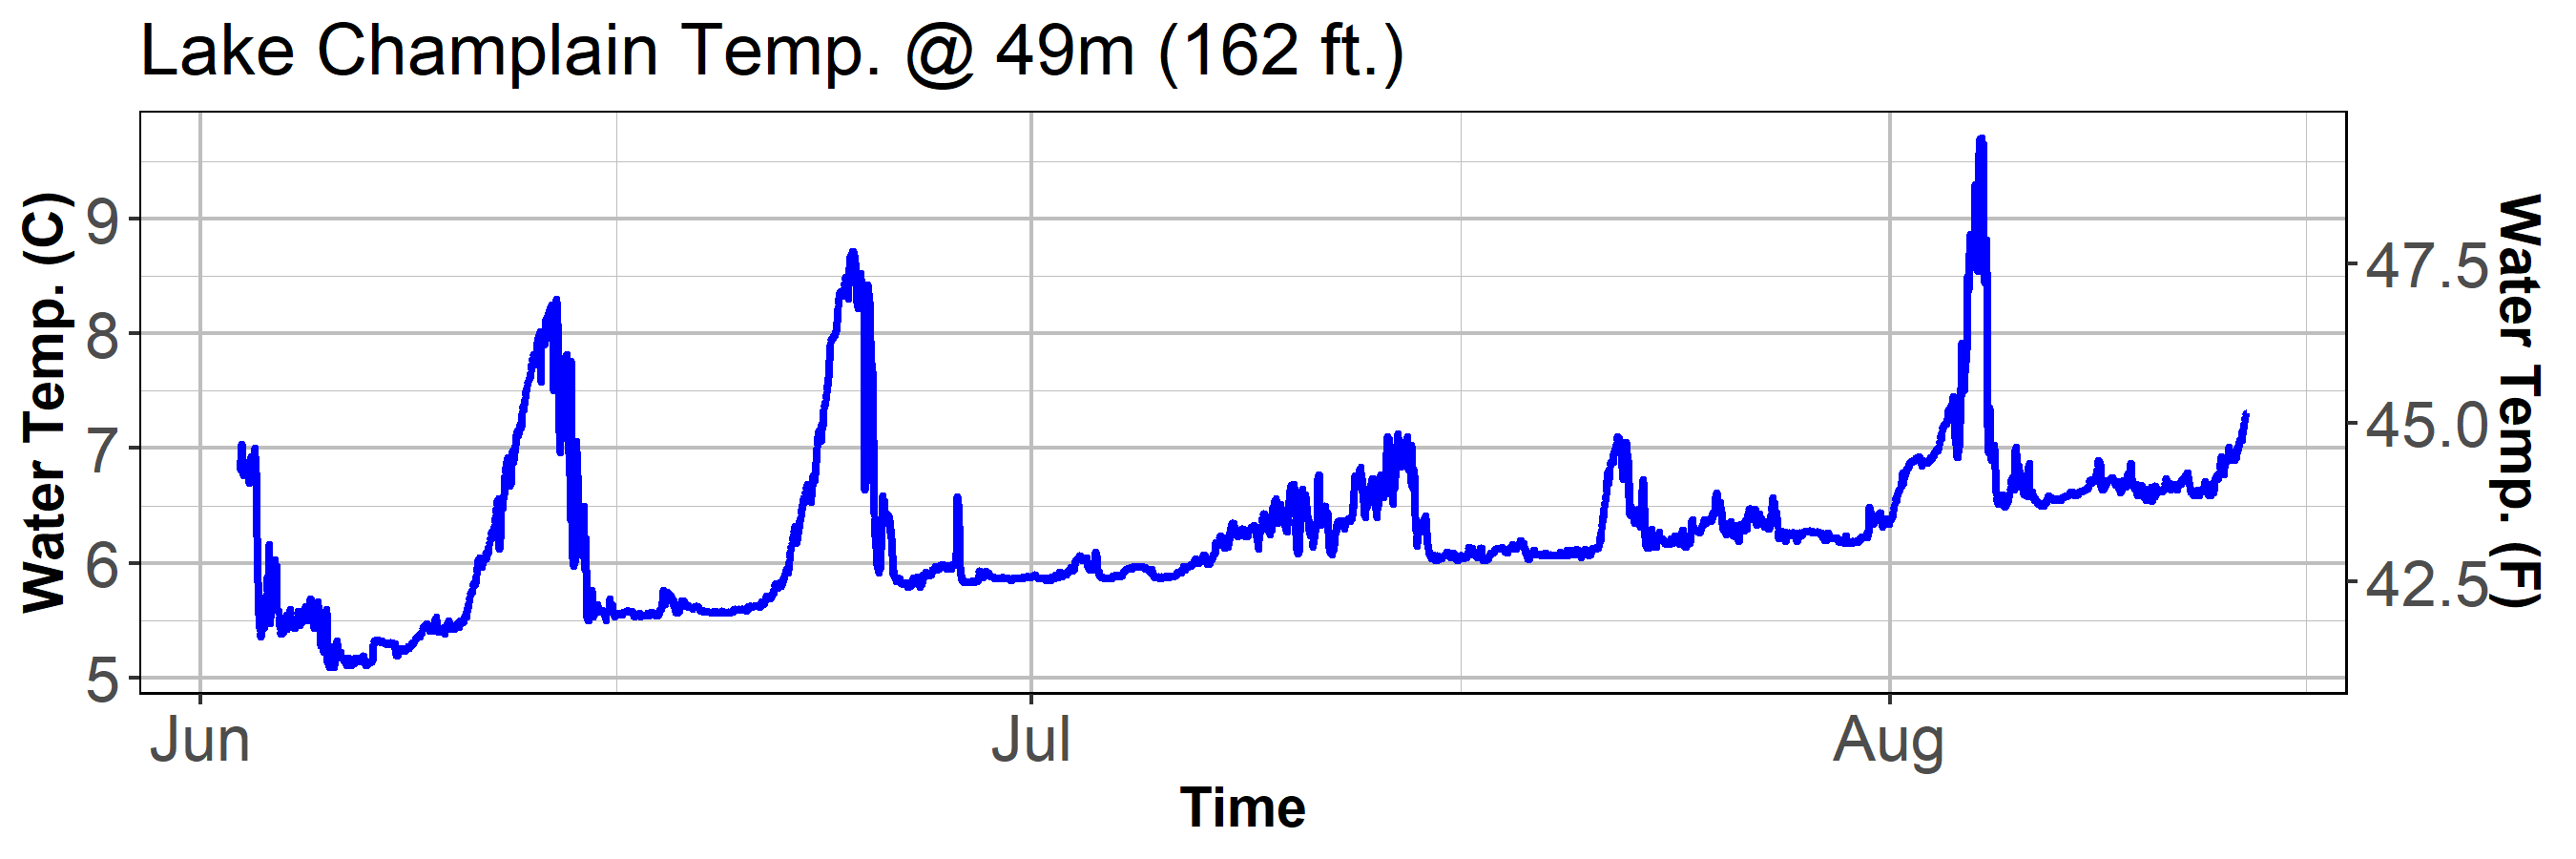 Lake Champlain Temp. @ 49m (162 ft.)
Water Temp. (C)
9
8
7
6
5
47.5
45.0
42.5
Water Temp. (F)
Jun Jul Aug
Time